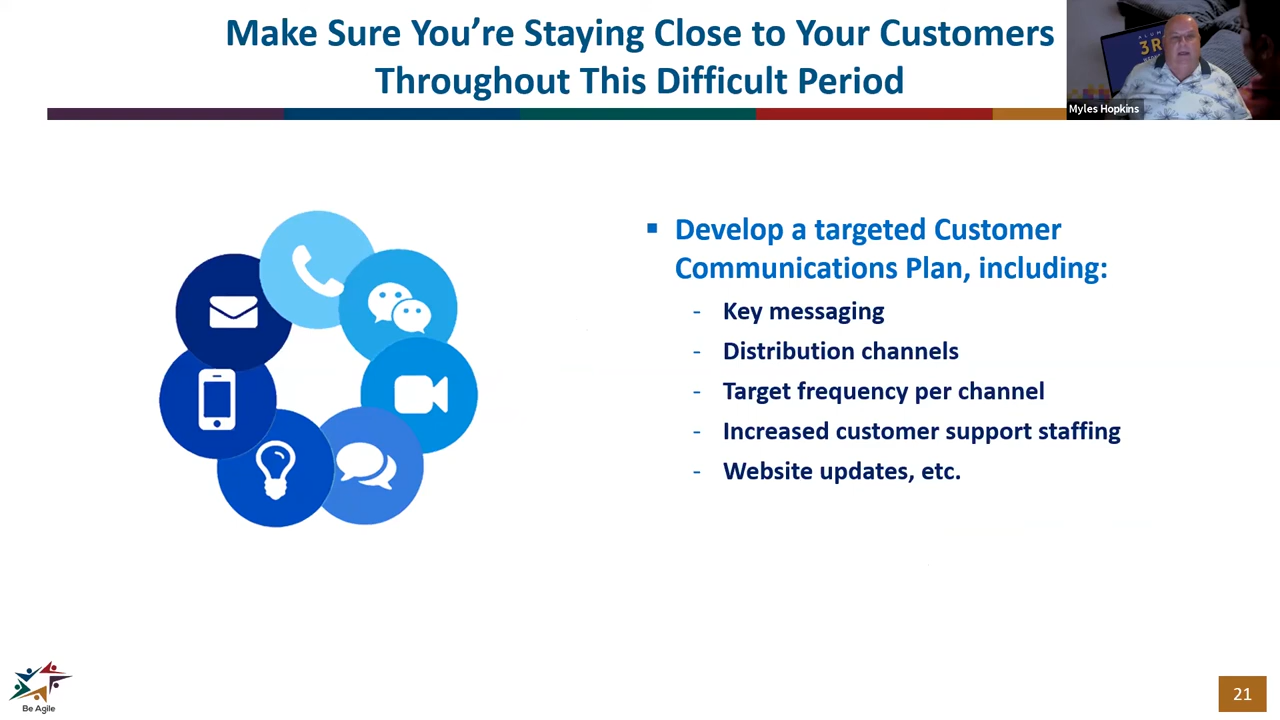 Make Sure You’re Staying Close to Your Customers
Throughout This Difficult Period
3R
Myles Hopkins
▪ Develop a targeted Customer
Communications Plan, including:
- Key messaging
- Distribution channels
- Target frequency per channel
- Increased customer support staffing
- Website updates, etc.
Be Agile
21